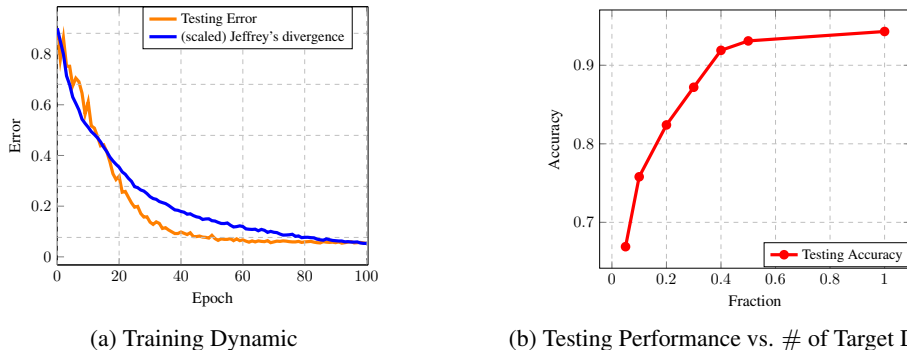 Testing Error
(scaled) Jeffrey's divergence
0.8
0.6
0.4
0.2
0
0 20 40 60 80 100
Error
Epoch
(a) Training Dynamic
0.9
0.8
0.7
0 0.2 0.4 0.6 0.8 1
Accuracy
Fraction
Testing Accuracy
(b) Testing Performance vs. # of Target